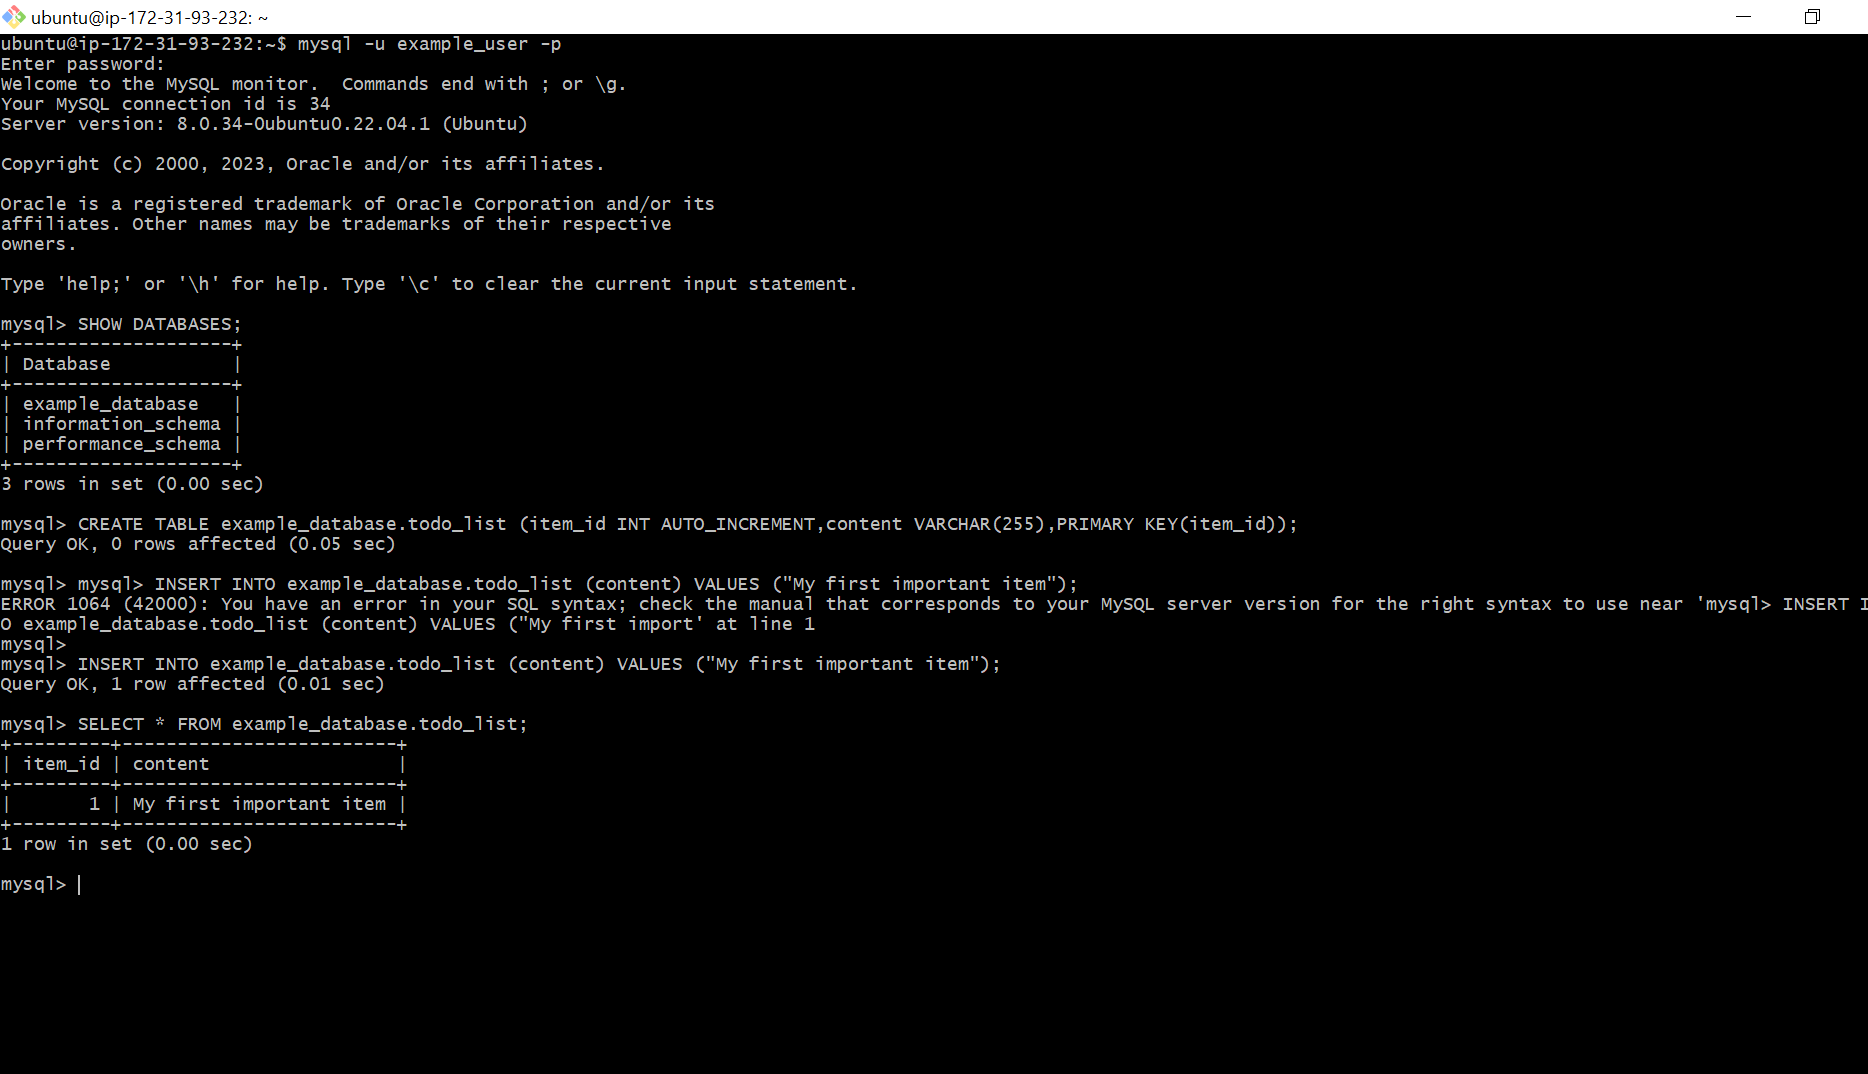 ubuntu@ip-172-31-93-232: ~
ubuntu@ip-172-31-93-232:~$ mysql -u example_user -p
Enter password:
Welcome to the MySQL monitor.  Commands end with ; or \g.
Your MySQL connection id is 34
Server version: 8.0.34-0ubuntu0.22.04.1 (Ubuntu)
Copyright (c) 2000, 2023, Oracle and/or its affiliates.
Oracle is a registered trademark of Oracle Corporation and/or its
affiliates. Other names may be trademarks of their respective
owners.
Type 'help;' or '\h' for help. Type '\c' to clear the current input statement.
mysql> SHOW DATABASES;
+--------------------+
| Database           |
+--------------------+
| example_database   |
| information_schema |
| performance_schema |
+--------------------+
3 rows in set (0.00 sec)
mysql> CREATE TABLE example_database.todo_list (item_id INT AUTO_INCREMENT,content VARCHAR(255),PRIMARY KEY(item_id));
Query OK, 0 rows affected (0.05 sec)
mysql> mysql> INSERT INTO example_database.todo_list (content) VALUES ("My first important item");
ERROR 1064 (42000): You have an error in your SQL syntax; check the manual that corresponds to your MySQL server version for the right syntax to use near 'mysql> INSERT I
O example_database.todo_list (content) VALUES ("My first import' at line 1
mysql>
mysql> INSERT INTO example_database.todo_list (content) VALUES ("My first important item");
Query OK, 1 row affected (0.01 sec)
mysql> SELECT * FROM example_database.todo_list;
+---------+-------------------------+
| item_id | content                 |
+---------+-------------------------+
|       1 | My first important item |
+---------+-------------------------+
1 row in set (0.00 sec)
mysql>